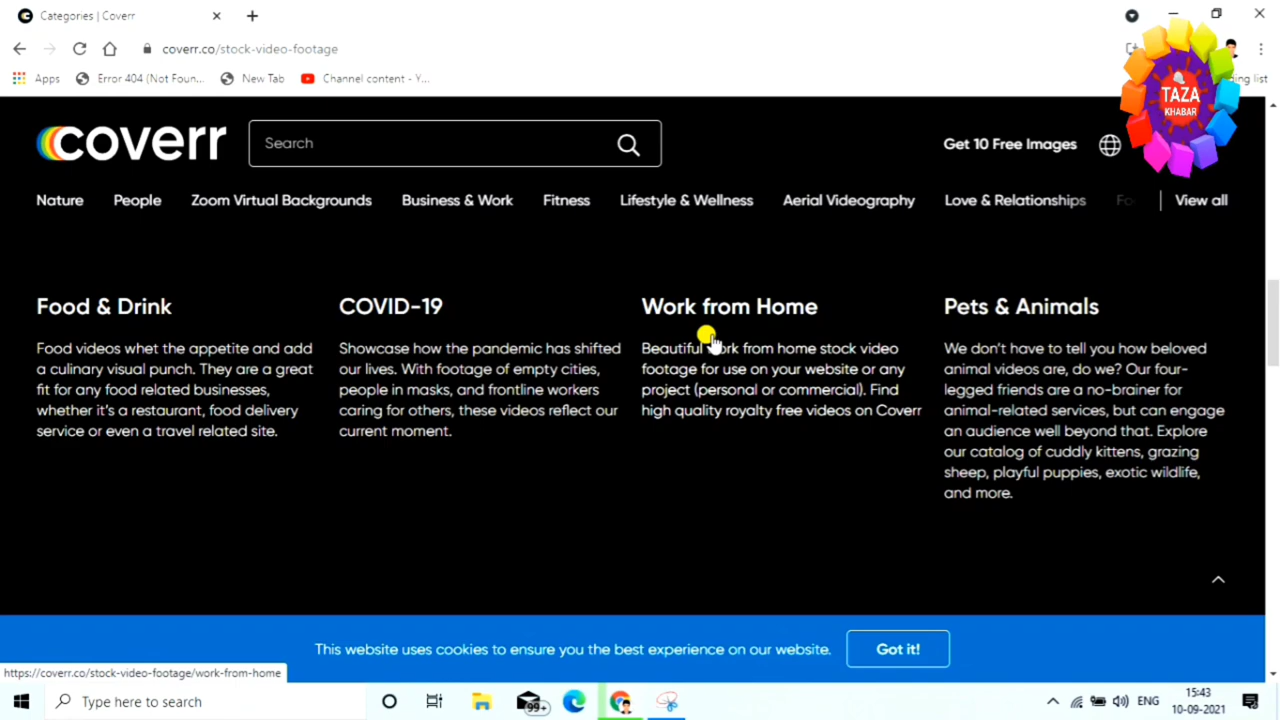 Categories | Coverr
coverr.co/stock-video-footage
Apps Error 404 (Not Foun... New Tab Channel content - Y...
ing list
TAZA
KHABAR
coverr
Search
Get 10 Free Images
Nature People Zoom Virtual Backgrounds Business & Work Fitness Lifestyle & Wellness Aerial Videography Love & Relationships Fo View all
Food & Drink
Food videos whet the appetite and add
a culinary visual punch. They are a great
fit for any food related businesses,
whether it's a restaurant, food delivery
service or even a travel related site.
COVID-19
Showcase how the pandemic has shifted
our lives. With footage of empty cities,
people in masks, and frontline workers
caring for others, these videos reflect our
current moment.
Work from Home
Beautiful work from home stock video
footage for use on your website or any
project (personal or commercial). Find
high quality royalty free videos on Coverr
Pets & Animals
We don't have to tell you how beloved
animal videos are, do we? Our four-
legged friends are a no-brainer for
animal-related services, but can engage
an audience well beyond that. Explore
our catalog of cuddly kittens, grazing
sheep, playful puppies, exotic wildlife,
and more.
This website uses cookies to ensure you the best experience on our website. Got it!
https://coverr.co/stock-video-footage/work-from-home
Type here to search
99+
ENG
15:43
10-09-2021